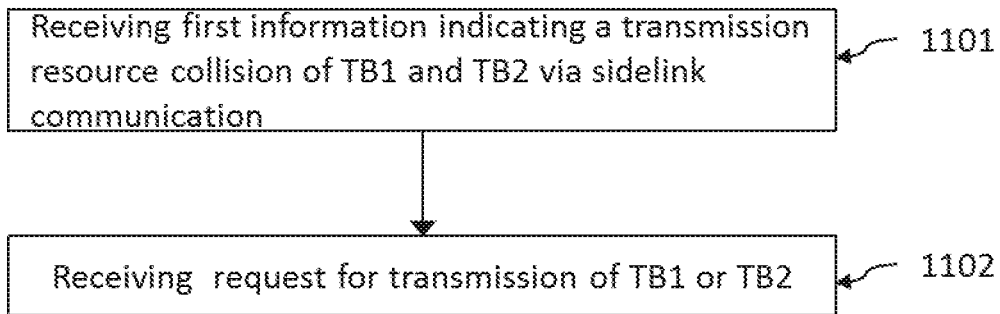 Receiving first information indicating a transmission
resource collision of TB1 and TB2 via sidelink
communication
1101
Receiving request for transmission of TB1 or TB2
1102